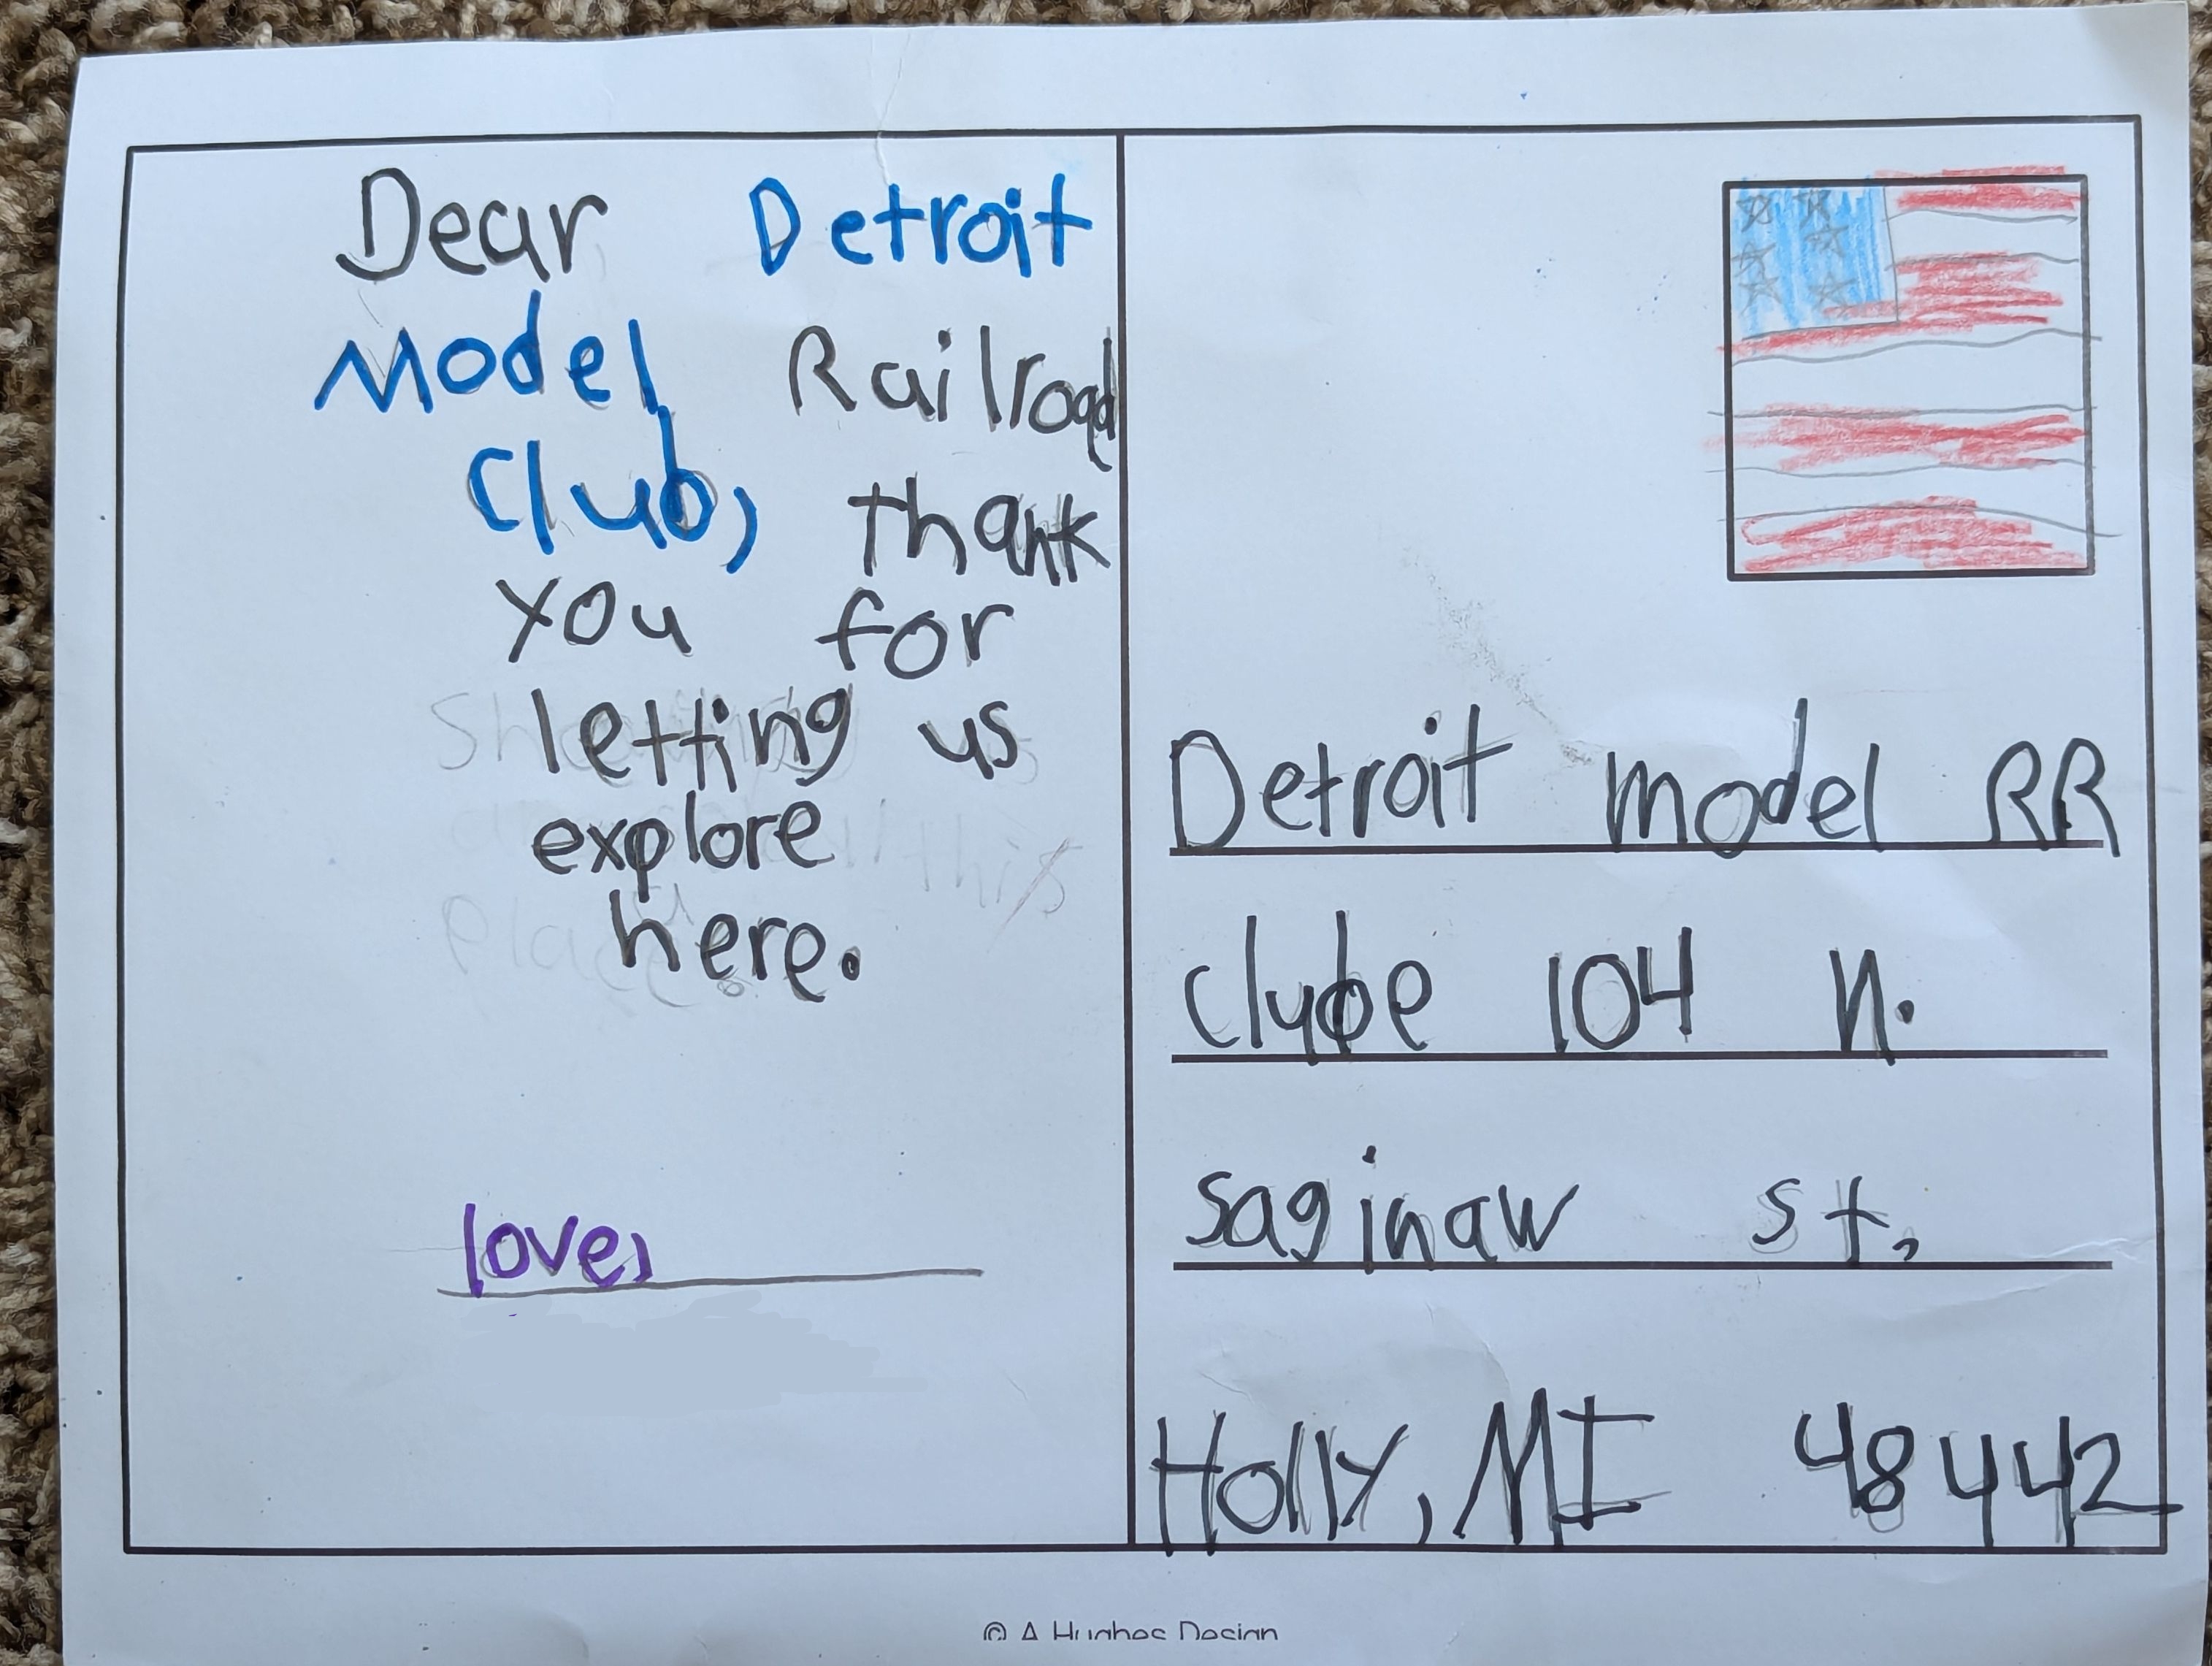 Dear Detroit
Model Railroad
Club, thank
you for
letting us
explore
here.
love,
Detroit model RR
clybe 104 n.
saginaw st,
Holly, MI 48442
© A Hughes Design